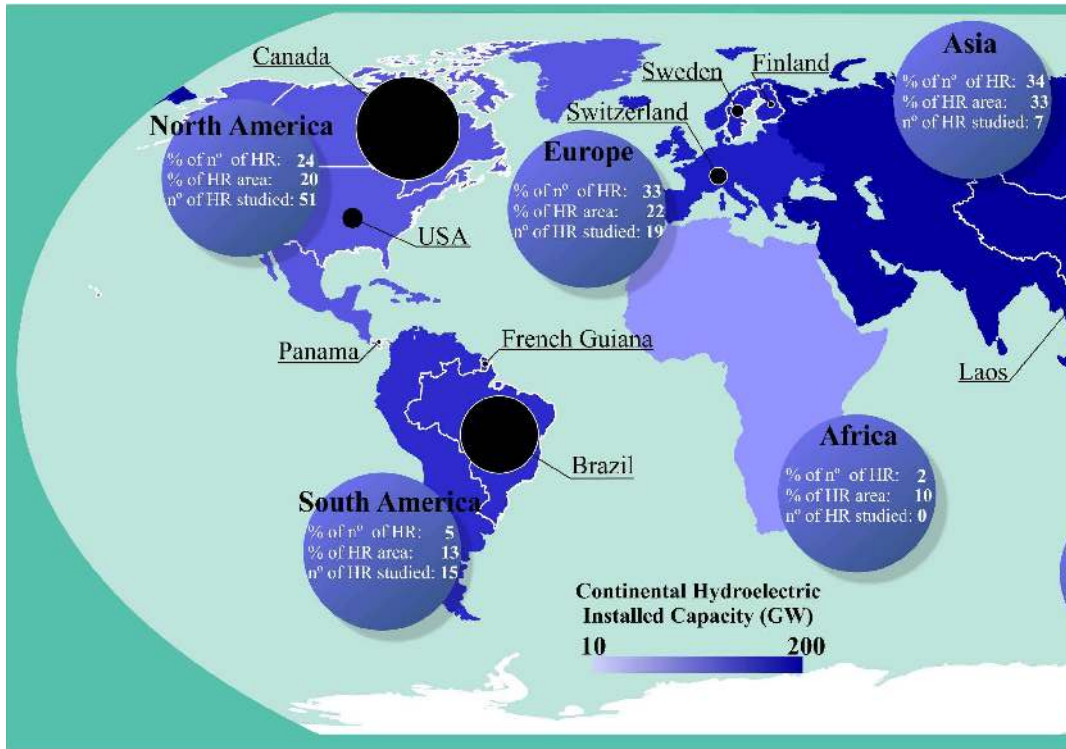 Canada
North America
% of nº of HR: 24
% of HR area: 20
nº of HR studied: 51
USA
Panama
Sweden
Finland
Switzerland
Europe
% of nº of HR: 33
% of HR area: 22
nº of HR studied: 19
Asia
% of nº of HR: 34
% of HR area: 33
nº of HR studied: 7
French Guiana
Laos
Brazil
Africa
% of nº of HR: 2
% of HR area: 10
nº of HR studied: 0
South America
% of nº of HR: 5
% of HR area: 13
nº of HR studied: 15
Continental Hydroelectric
Installed Capacity (GW)
10 200